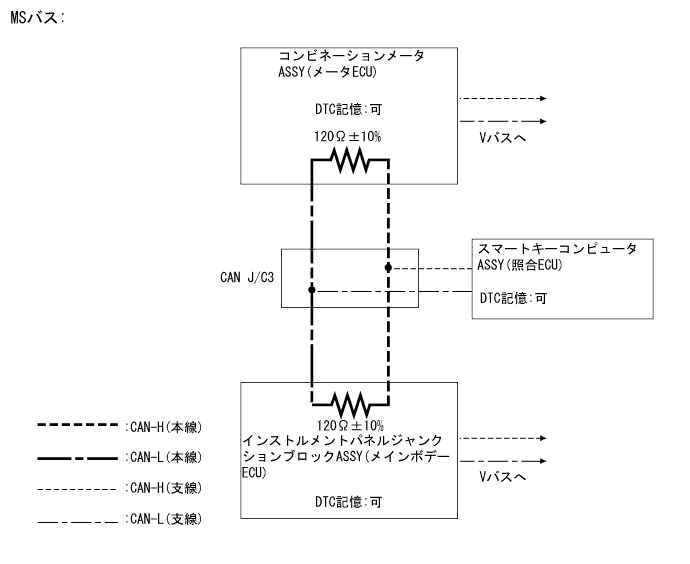 MSバス:
コンビネーションメータ
ASSY(メータECU)
DTC記憶:可
120Ω±10%
Vバスへ
スマートキーコンピュータ
ASSY(照合ECU)
DTC記憶:可
CAN J/C3
120Ω±10%
インストルメントパネルジャンク
ションブロックASSY(メインボデー
ECU)
DTC記憶:可
Vバスへ
:CAN-H(本線)
:CAN-L(本線)
:CAN-H(支線)
:CAN-L(支線)